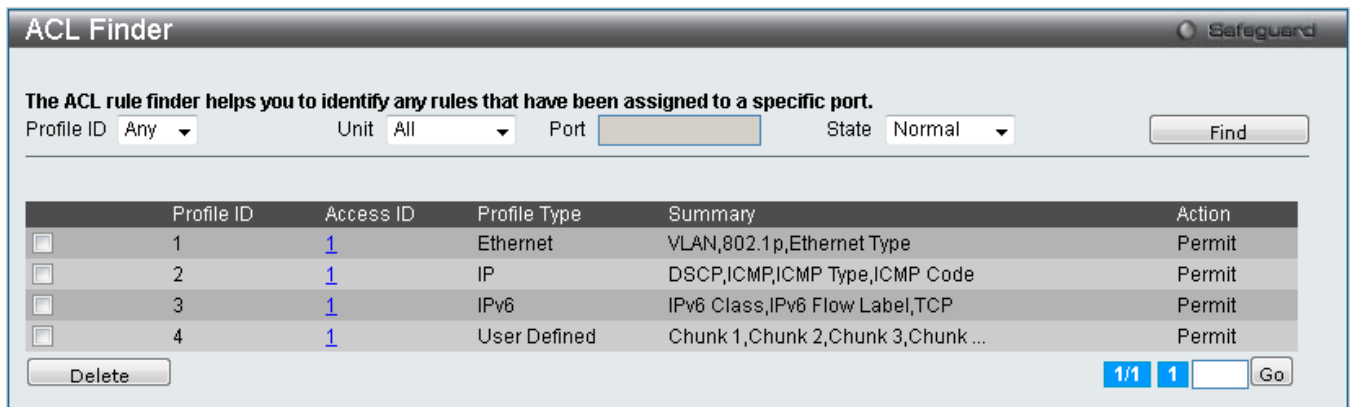 ACL Finder Safeguard
The ACL rule finder helps you to identify any rules that have been assigned to a specific port.
Profile ID Any Unit All Port State Normal Find
Profile ID Access ID Profile Type Summary Action
1 1 Ethernet VLAN,802.1p,Ethernet Type Permit
2 1 IP DSCP,ICMP,ICMP Type,ICMP Code Permit
3 1 IPv6 IPv6 Class,IPv6 Flow Label,TCP Permit
4 1 User Defined Chunk 1,Chunk 2,Chunk 3,Chunk ... Permit
Delete 1/1 1 Go